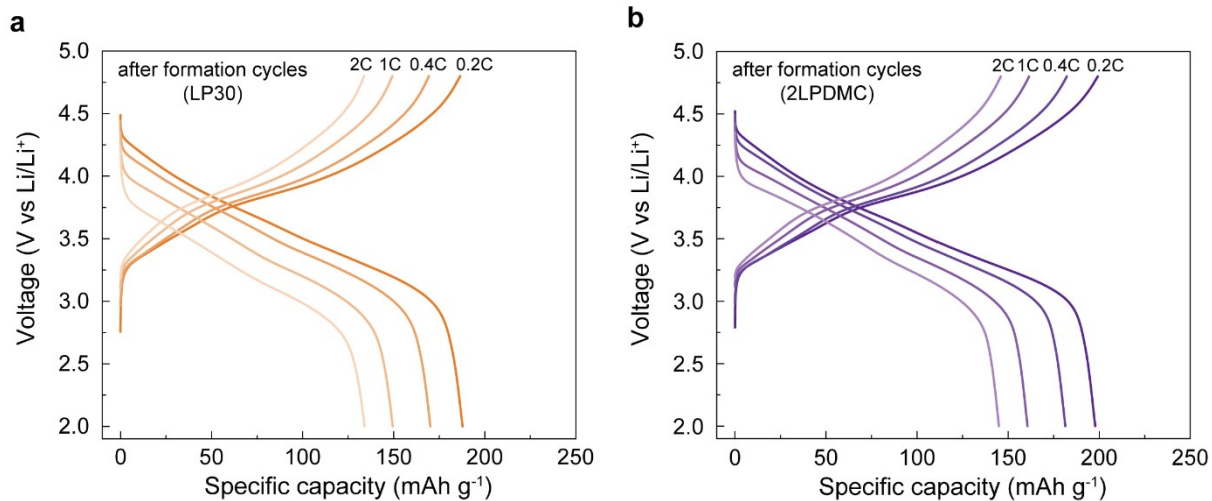 a
after formation cycles
(LP30)
2C 1C 0.4C 0.2C
5.0
4.5
4.0
3.5
3.0
2.5
2.0
Voltage (V vs Li/Li⁺)
0 50 100 150 200 250
Specific capacity (mAh g⁻¹)
b
after formation cycles
(2LPDMC)
2C 1C 0.4C 0.2C
5.0
4.5
4.0
3.5
3.0
2.5
2.0
Voltage (V vs Li/Li⁺)
0 50 100 150 200 250
Specific capacity (mAh g⁻¹)